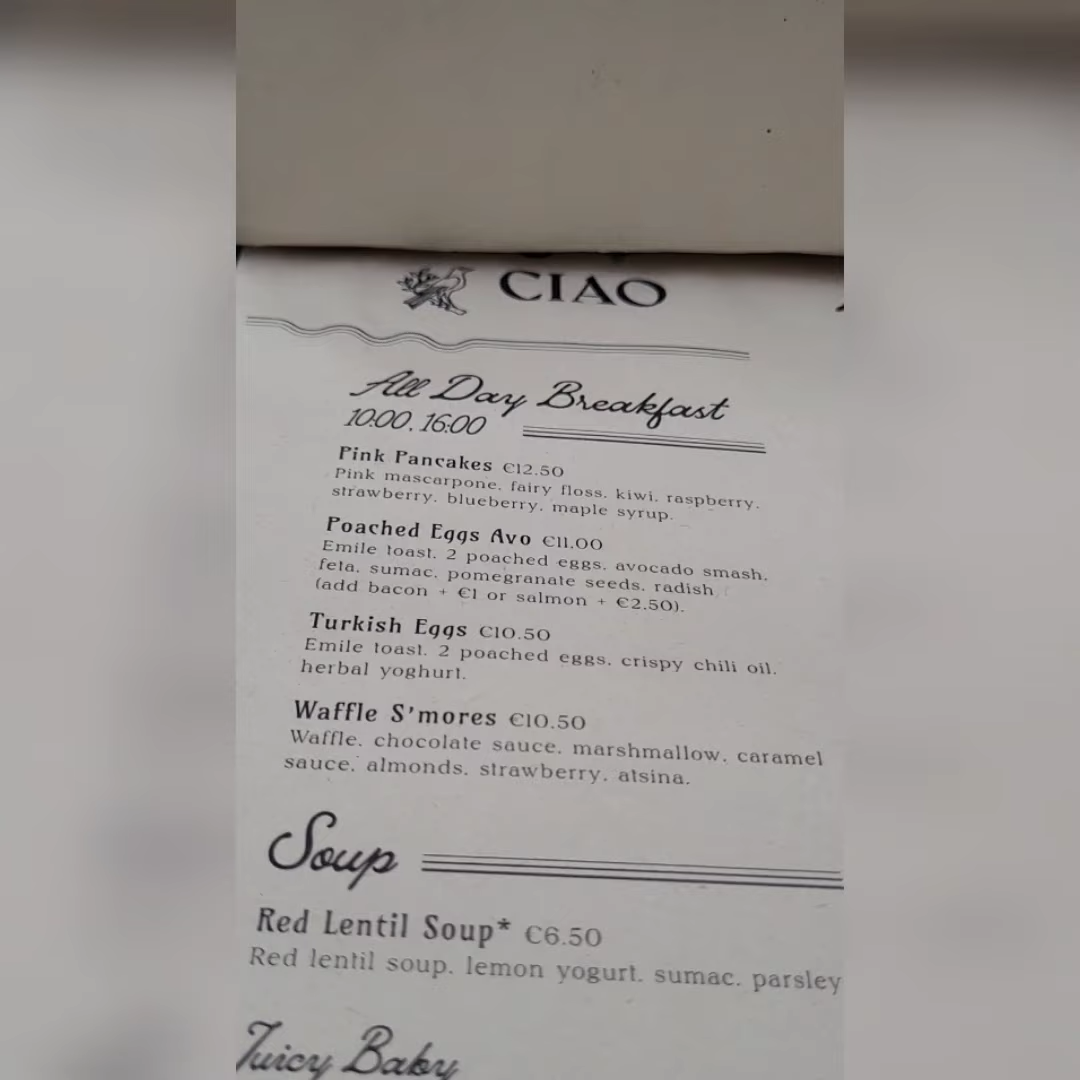 CIAO
All Day Breakfast
10:00. 16:00
Pink Pancakes €12.50
Pink mascarpone. fairy floss. kiwi. raspberry.
strawberry. blueberry. maple syrup.
Poached Eggs Avo €11.00
Emile toast. 2 poached eggs. avocado smash.
feta. sumac. pomegranate seeds. radish
(add bacon + €1 or salmon + €2.50).
Turkish Eggs €10.50
Emile toast. 2 poached eggs. crispy chili oil.
herbal yoghurt.
Waffle S'mores €10.50
Waffle. chocolate sauce. marshmallow. caramel
sauce. almonds. strawberry. atsina.
Soup
Red Lentil Soup* €6.50
Red lentil soup. lemon yogurt. sumac. parsley
Juicy Baby